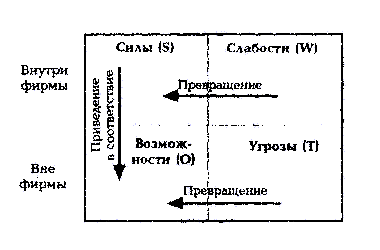 Силы (S)
Слабости (W)
Внутри
фирмы
Превращение
Приведение
в соответствие
Возмож-
ности (O)
Угрозы (T)
Вне
фирмы
Превращение